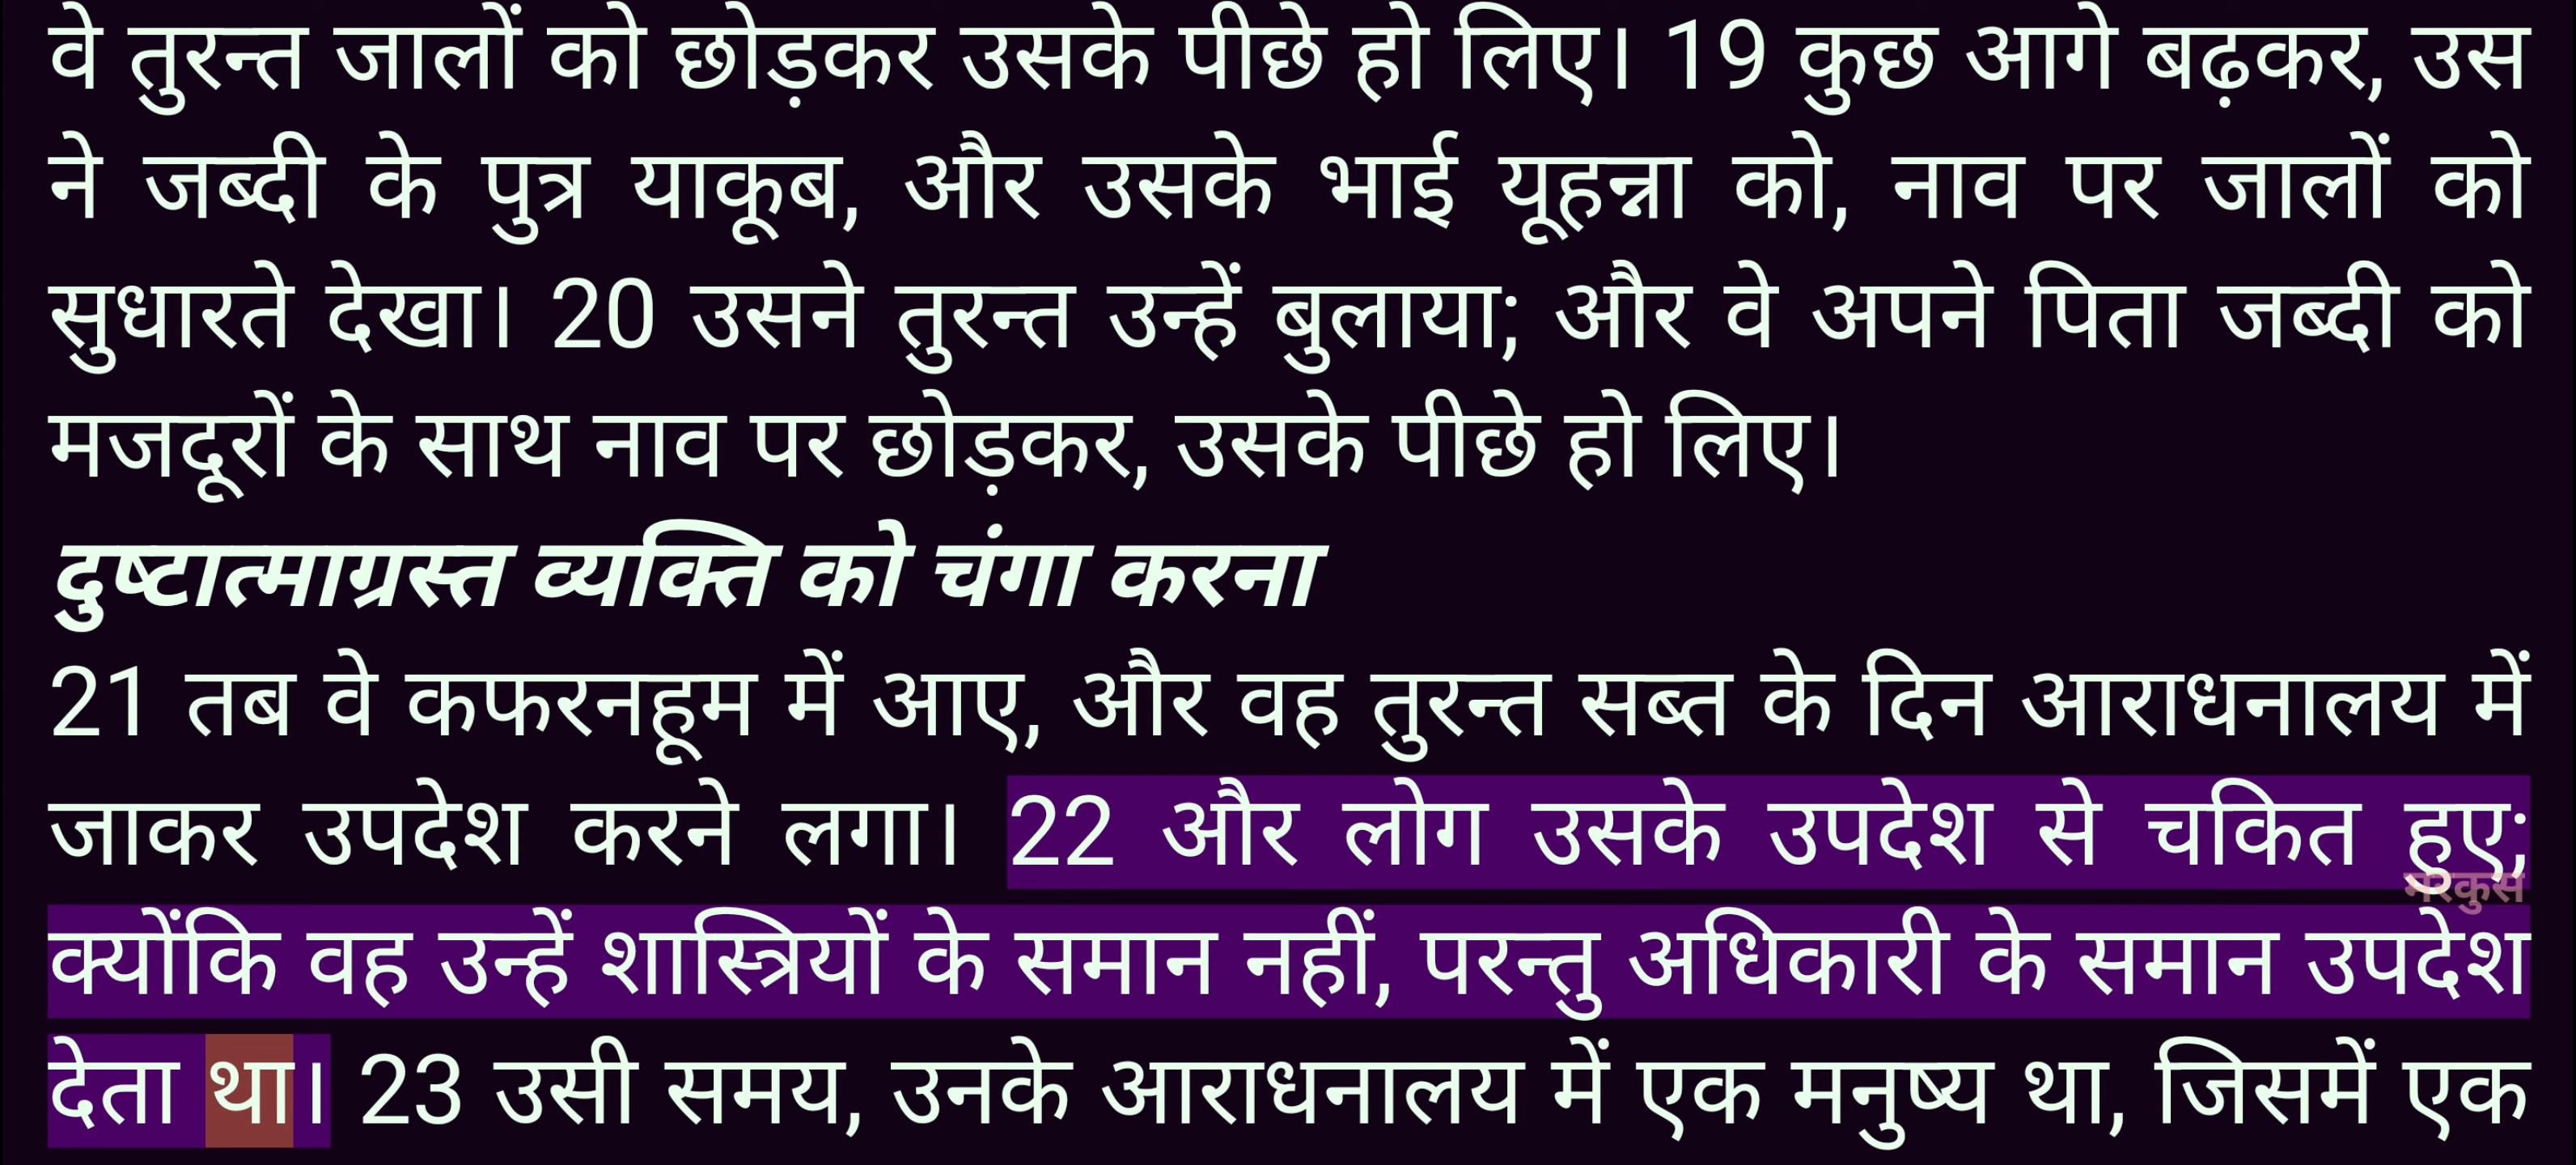 वे तुरन्त जालों को छोड़कर उसके पीछे हो लिए। 19 कुछ आगे बढ़कर, उस
ने जब्दी के पुत्र याकूब, और उसके भाई यूहन्ना को, नाव पर जालों को
सुधारते देखा। 20 उसने तुरन्त उन्हें बुलाया; और वे अपने पिता जब्दी को
मजदूरों के साथ नाव पर छोड़कर, उसके पीछे हो लिए।
दुष्टात्माग्रस्त व्यक्ति को चंगा करना
21 तब वे कफरनहूम में आए, और वह तुरन्त सब्त के दिन आराधनालय में
जाकर उपदेश करने लगा। 22 और लोग उसके उपदेश से चकित हुए;
मरकुस
क्योंकि वह उन्हें शास्त्रियों के समान नहीं, परन्तु अधिकारी के समान उपदेश
देता था। 23 उसी समय, उनके आराधनालय में एक मनुष्य था, जिसमें एक